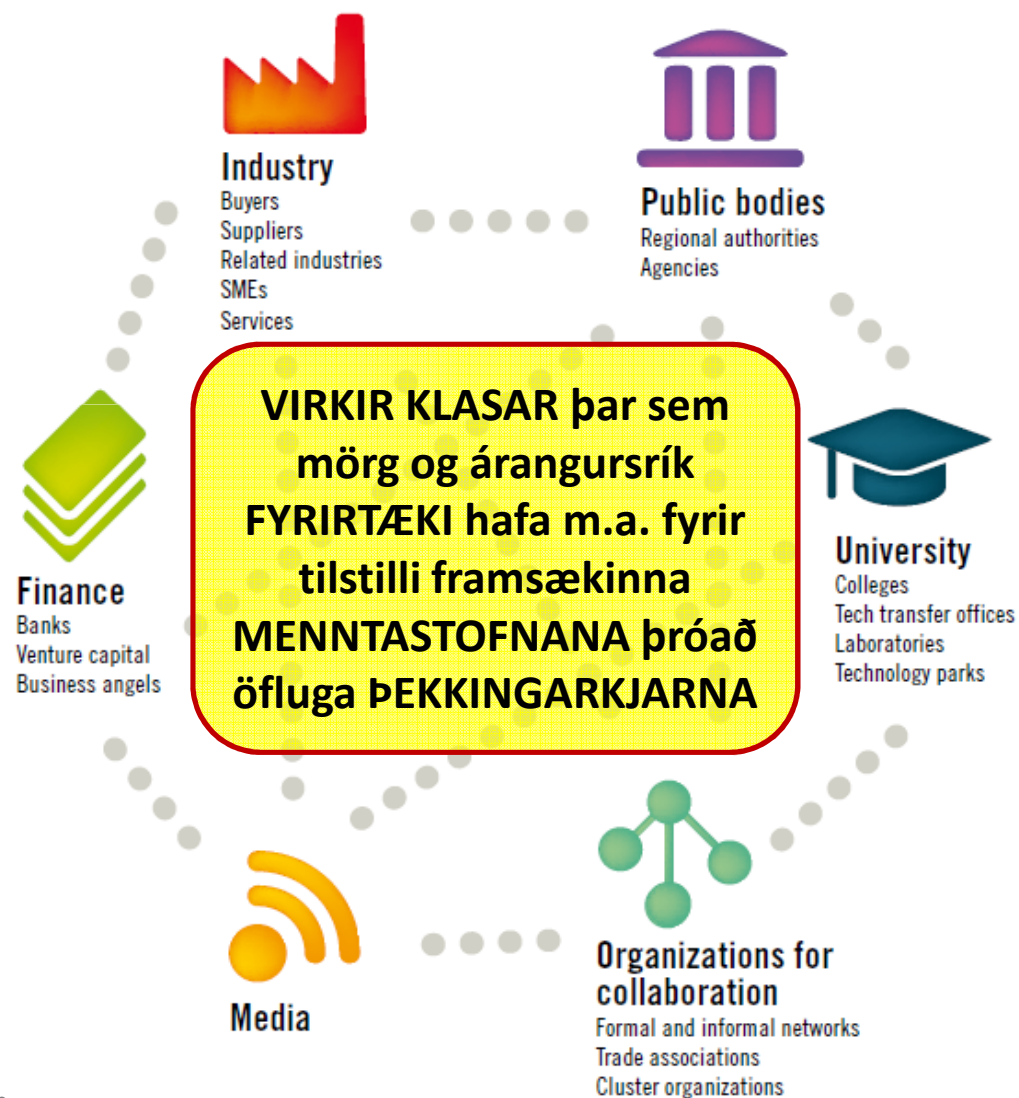 Industry
Buyers
Suppliers
Related industries
SMEs
Services
Public bodies
Regional authorities
Agencies
VIRKIR KLASAR þar sem
mörg og árangursrík
FYRIRTÆKI hafa m.a. fyrir
tilstilli framsækinna
MENNTASTOFNANA þróað
öfluga ÞEKKINGARKJARNA
Finance
Banks
Venture capital
Business angels
University
Colleges
Tech transfer offices
Laboratories
Technology parks
Media
Organizations for
collaboration
Formal and informal networks
Trade associations
Cluster organizations